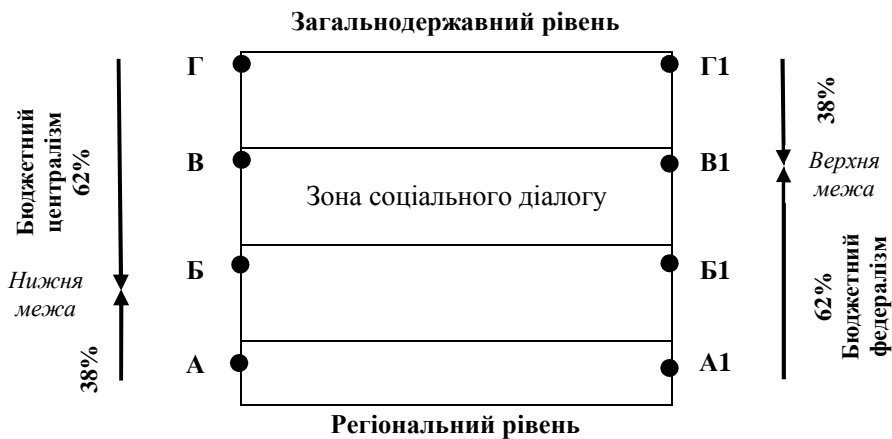 Загальнодержавний рівень
Г
Г1
Бюджетний
централізм
62%
38%
В
В1
Верхня
межа
Зона соціального діалогу
Нижня
межа
Б
Б1
62%
Бюджетний
федералізм
38%
А
А1
Регіональний рівень